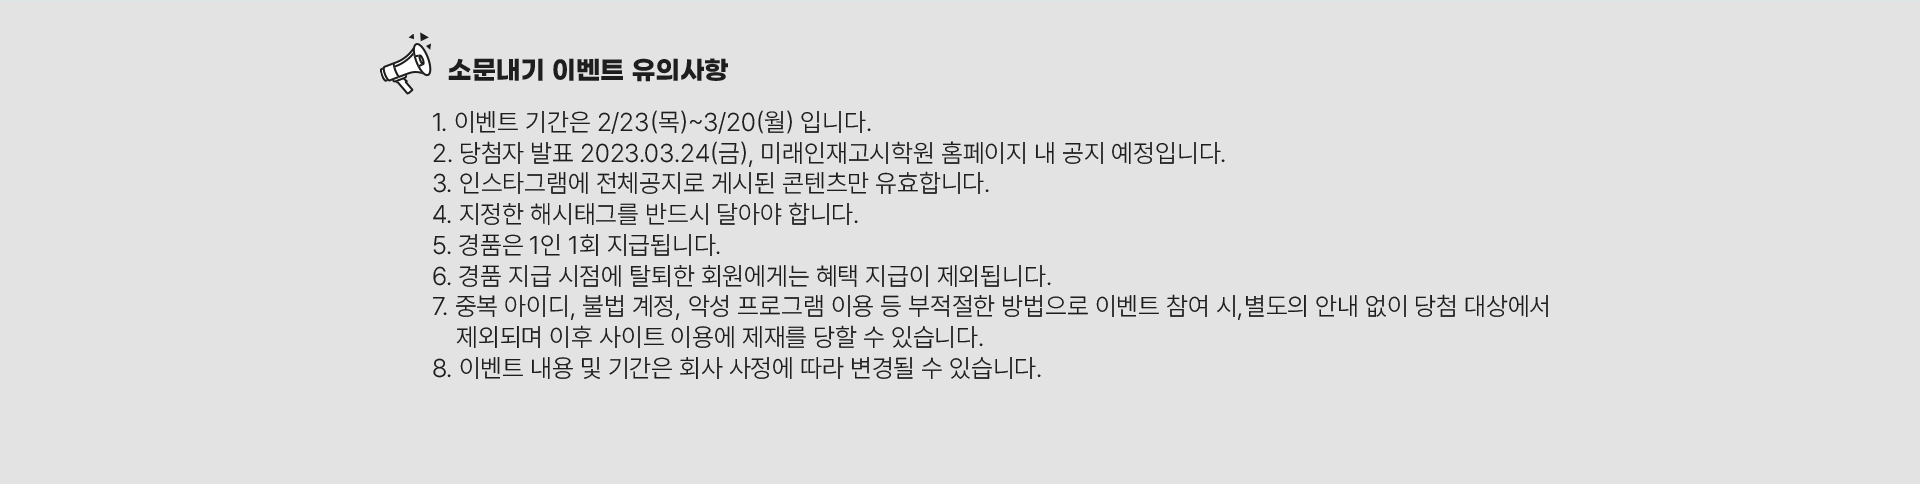 소문내기 이벤트 유의사항
1. 이벤트 기간은 2/23(목)~3/20(월) 입니다.
2. 당첨자 발표 2023.03.24(금), 미래인재고시학원 홈페이지 내 공지 예정입니다.
3. 인스타그램에 전체공지로 게시된 콘텐츠만 유효합니다.
4. 지정한 해시태그를 반드시 달아야 합니다.
5. 경품은 1인 1회 지급됩니다.
6. 경품 지급 시점에 탈퇴한 회원에게는 혜택 지급이 제외됩니다.
7. 중복 아이디, 불법 계정, 악성 프로그램 이용 등 부적절한 방법으로 이벤트 참여 시,별도의 안내 없이 당첨 대상에서
제외되며 이후 사이트 이용에 제재를 당할 수 있습니다.
8. 이벤트 내용 및 기간은 회사 사정에 따라 변경될 수 있습니다.